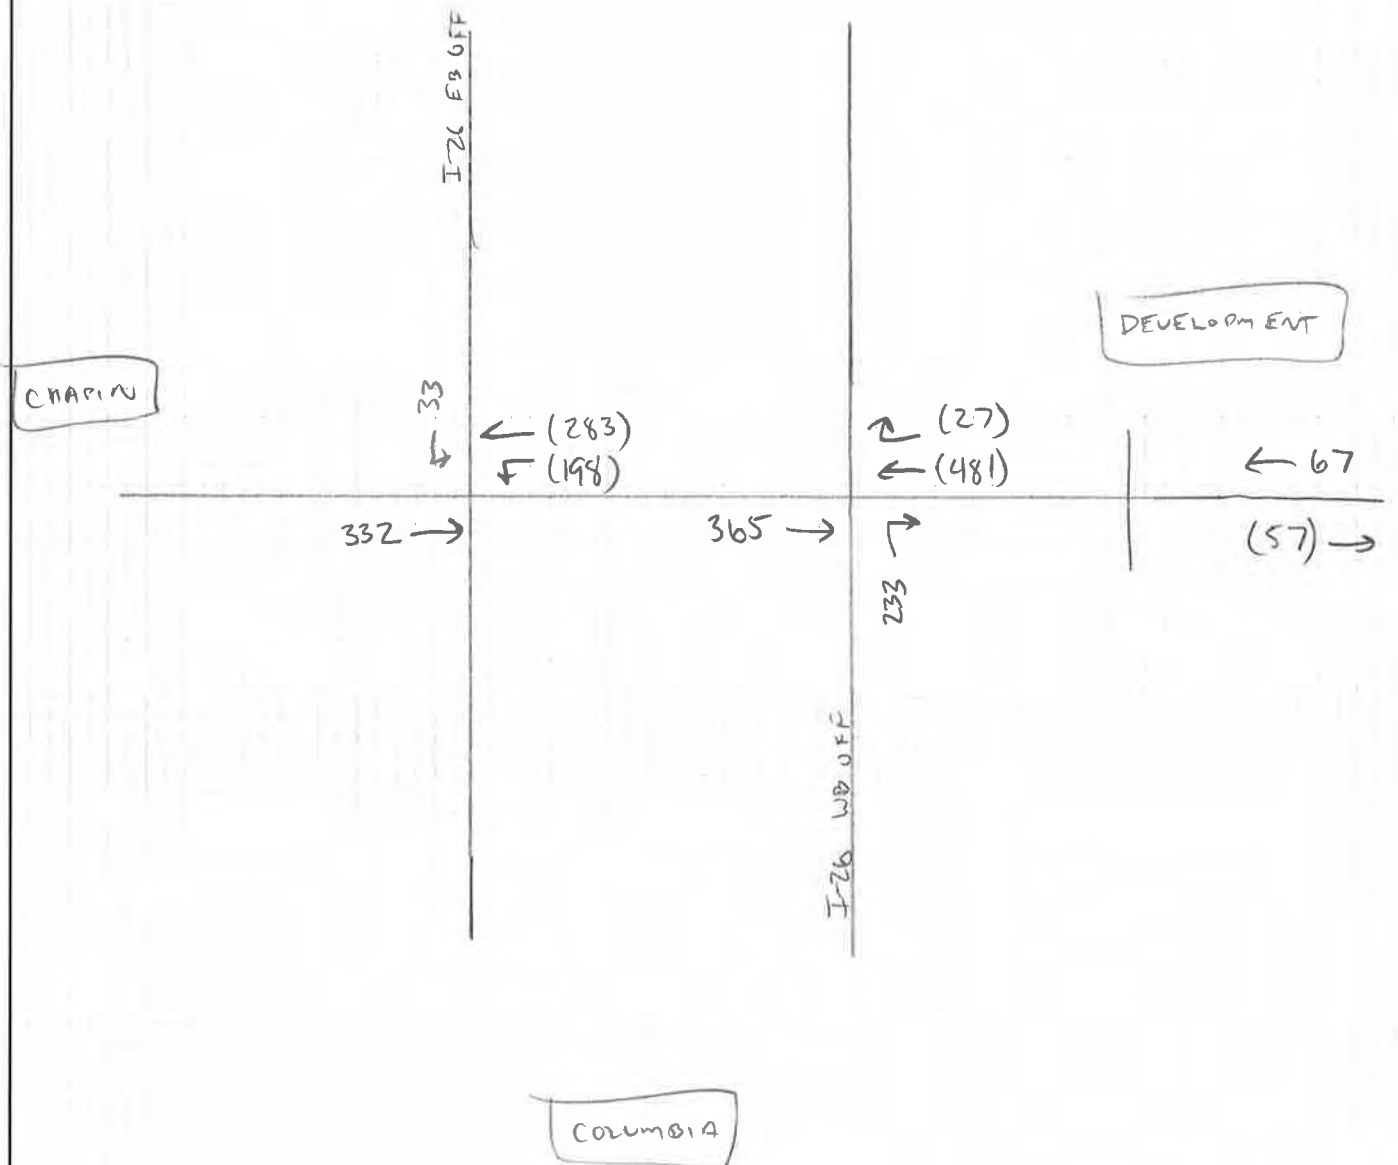 I-26 EB OFF
DEVELOPMENT
CHAPIN
33
← (283)
(27)
(198)
← (481)
← 67
332 →
365 →
(57) →
233
I-26 WB OFF
COLUMBIA